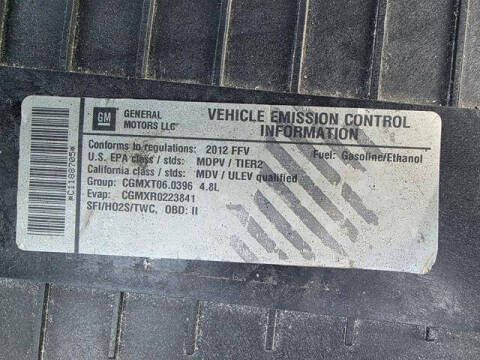 GM
GENERAL
MOTORS LLC
VEHICLE EMISSION CONTROL
INFORMATION
Conforms to regulations: 2012 FFV
Fuel: Gasoline/Ethanol
U.S. EPA class / stds: MDPV / TIER2
California class / stds: MDV / ULEV qualified
Group: CGMXT06.0396 4.8L
Evap: CGMXR0223841
SFI/HO2S/TWC, OBD: II
*C1188705*